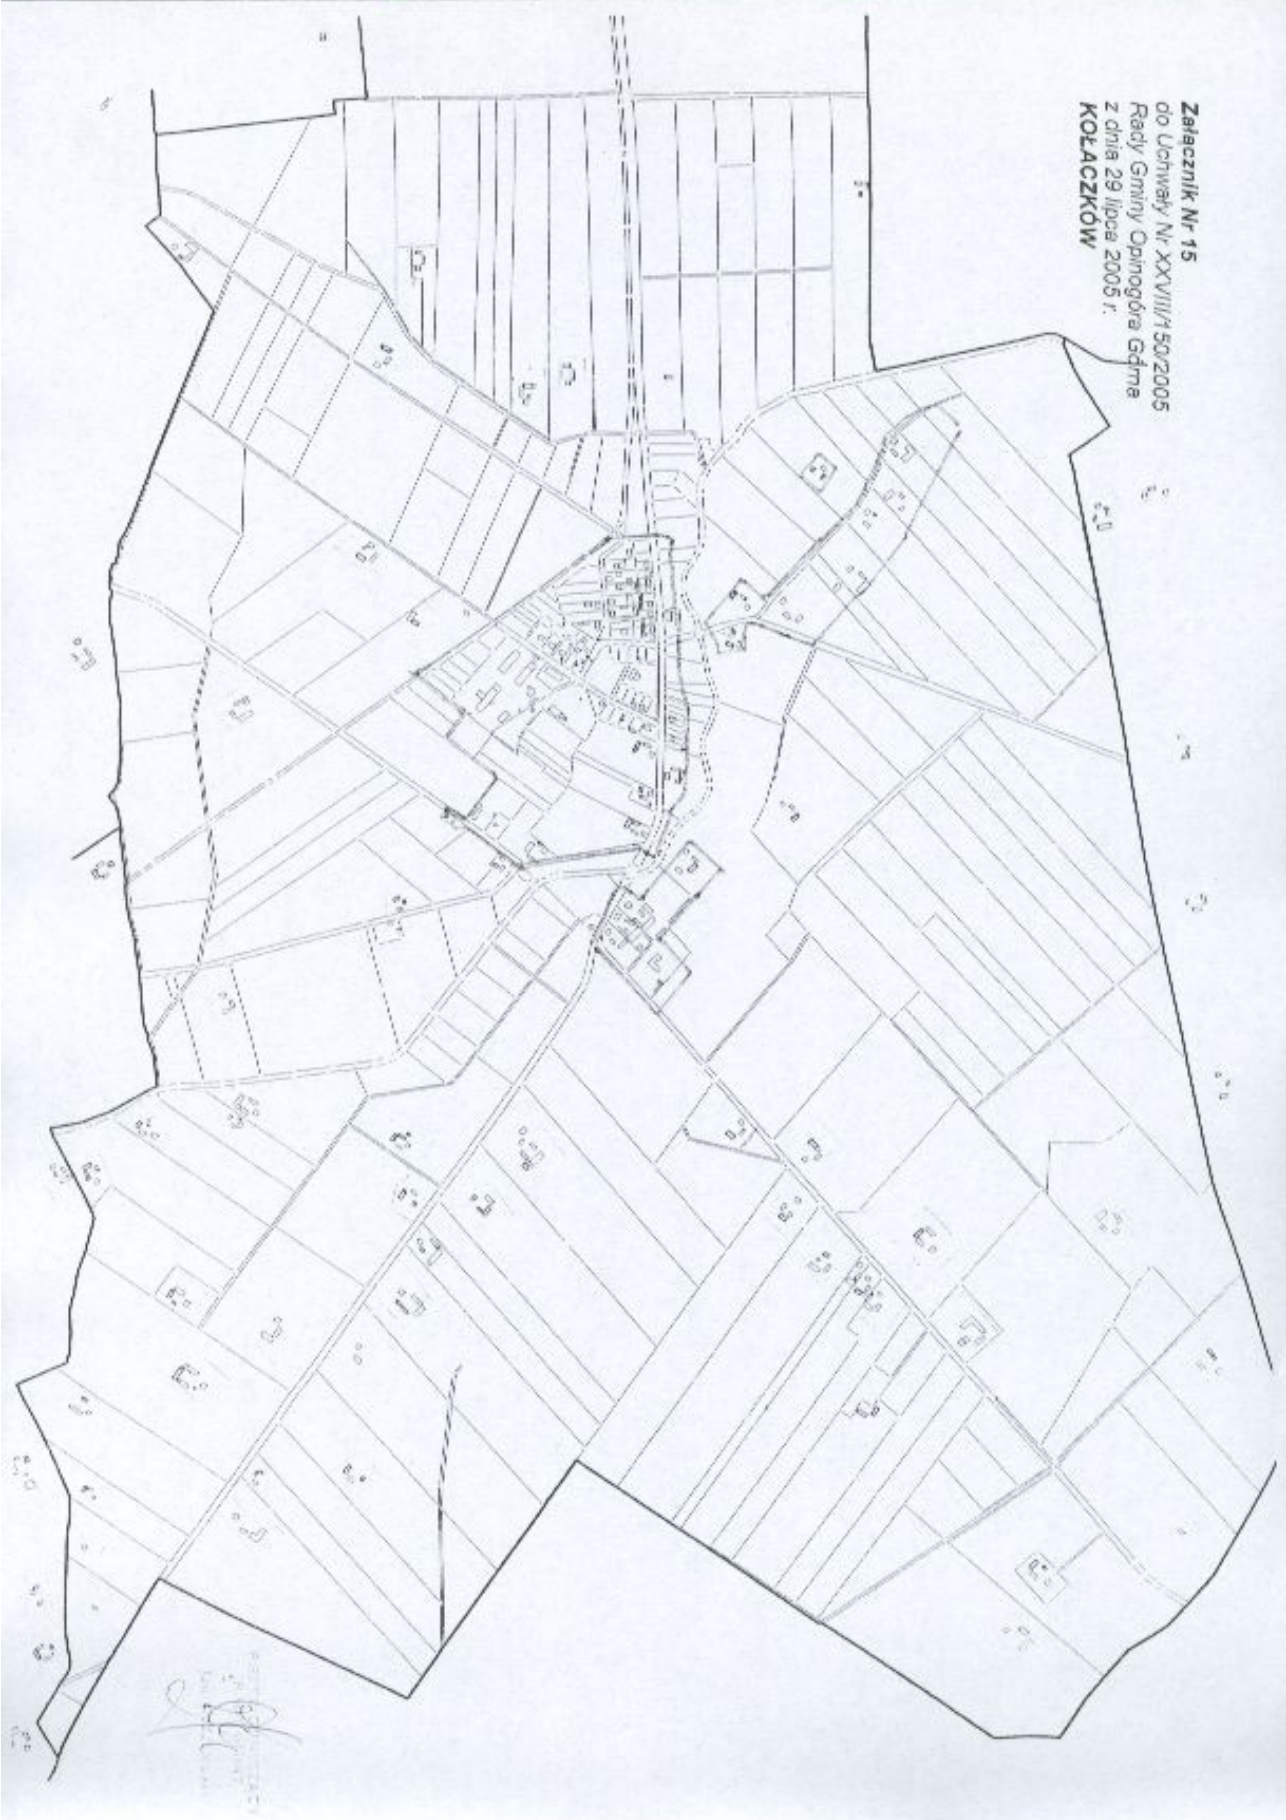 Załącznik Nr 15
do Uchwały Nr XXVIII/150/2005
Rady Gminy Opinogóra Górna
z dnia 29 lipca 2005 r.
KOŁACZKÓW